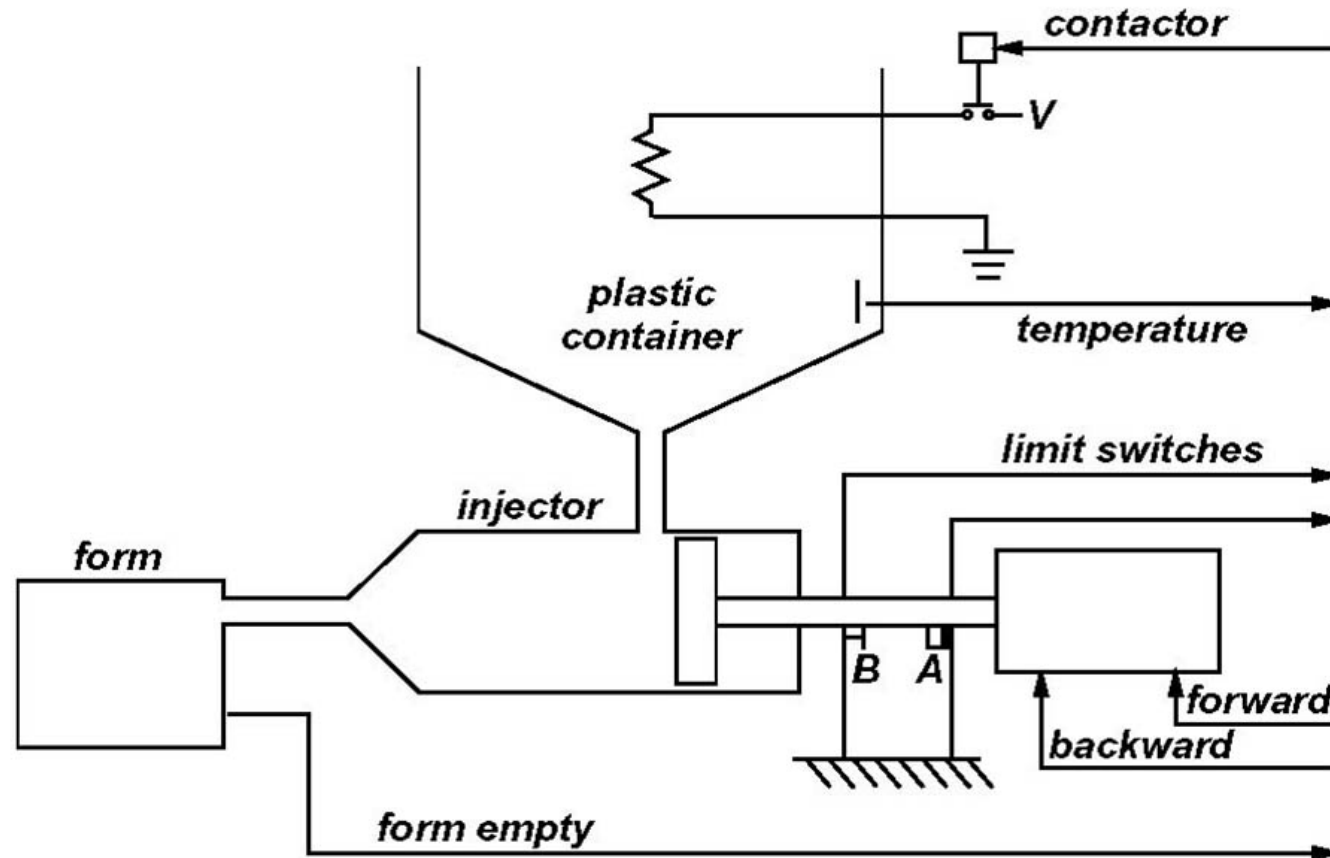 contactor
V
plastic
container
temperature
limit switches
injector
form
B
A
forward
backward
form empty